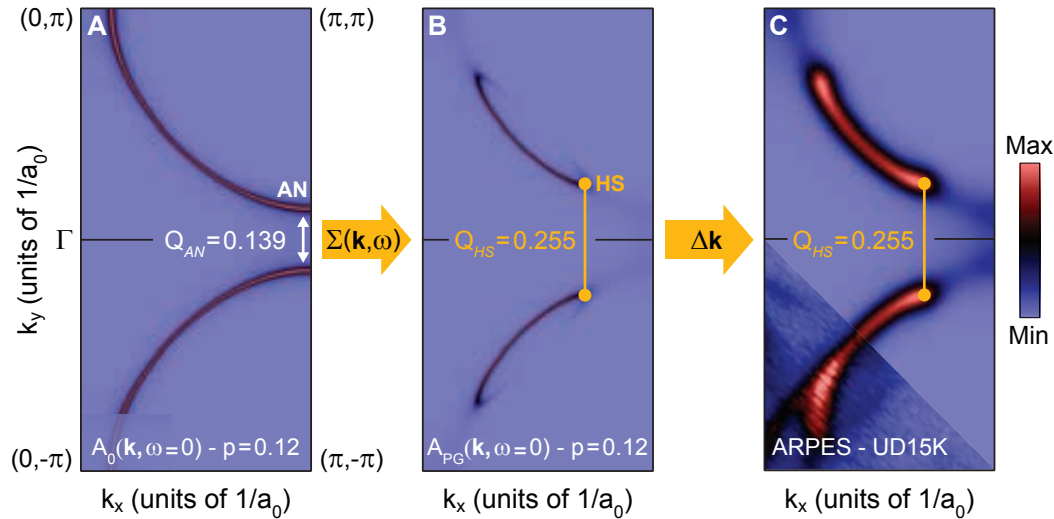 (0,π)
A
(π,π)
B
C
k_y (units of 1/a_0)
Γ
AN
Q_AN=0.139
Σ(k,ω)
HS
Q_HS=0.255
Δk
Q_HS=0.255
Max
Min
(0,-π)
A_0(k,ω=0) - p=0.12
(π,-π)
A_PG(k,ω=0) - p=0.12
ARPES - UD15K
k_x (units of 1/a_0)
k_x (units of 1/a_0)
k_x (units of 1/a_0)